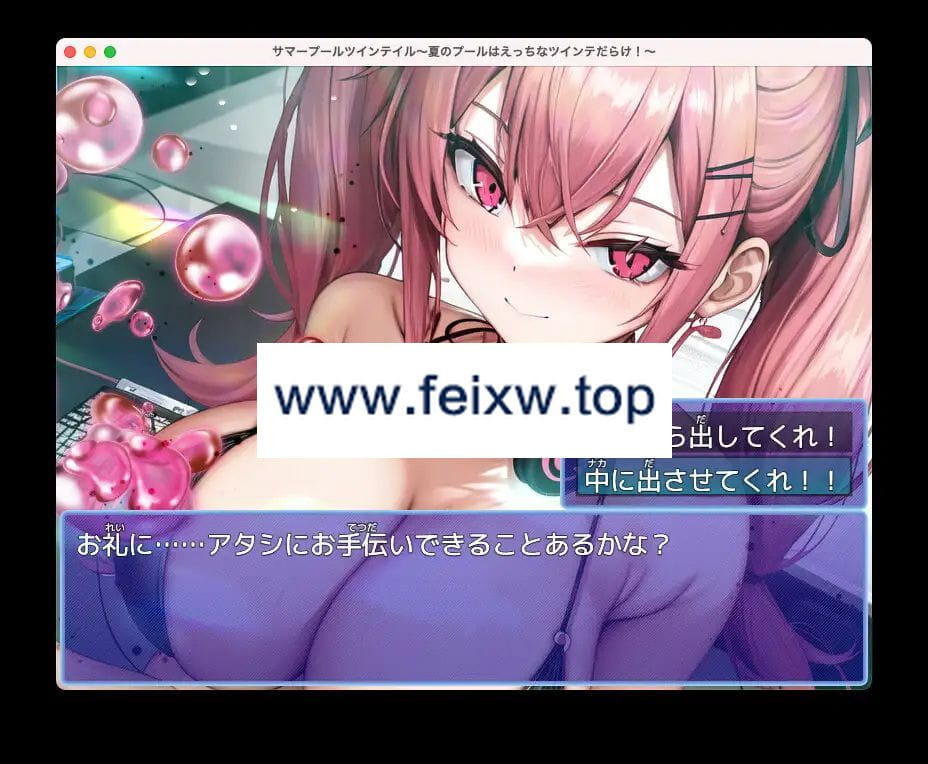 サマープールツインテイル～夏のプールはえっちなツインテだらけ！～
www.feixw.top
ら出してくれ！
中に出させてくれ！！
お礼に……アタシにお手伝いできることあるかな？